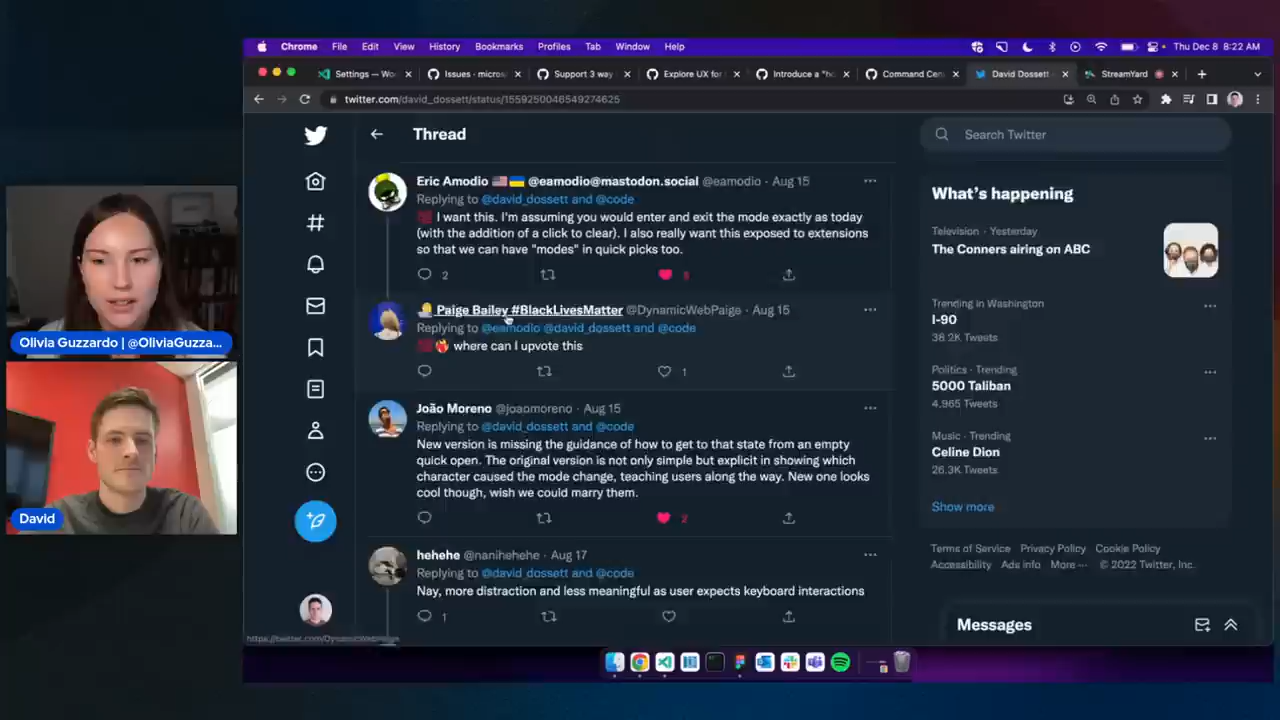 Chrome File Edit View History Bookmarks Profiles Tab Window Help Thu Dec 8 8:22 AM
Settings — Wo Issues · micros Support 3 way Explore UX for Introduce a "h Command Cen David Dossett StreamYard
twitter.com/david_dossett/status/1559250046549274625
Thread
Search Twitter
Eric Amodio @eamodio@mastodon.social @eamodio · Aug 15
Replying to @david_dossett and @code
I want this. I'm assuming you would enter and exit the mode exactly as today
(with the addition of a click to clear). I also really want this exposed to extensions
so that we can have "modes" in quick picks too.
2
Paige Bailey #BlackLivesMatter @DynamicWebPaige · Aug 15
Replying to @eamodio @david_dossett and @code
where can I upvote this
1
João Moreno @joaomoreno · Aug 15
Replying to @david_dossett and @code
New version is missing the guidance of how to get to that state from an empty
quick open. The original version is not only simple but explicit in showing which
character caused the mode change, teaching users along the way. New one looks
cool though, wish we could marry them.
2
hehehe @nanihehehe · Aug 17
Replying to @david_dossett and @code
Nay, more distraction and less meaningful as user expects keyboard interactions
1
https://twitter.com/DynamicWebPaige
What's happening
Television · Yesterday
The Conners airing on ABC
Trending in Washington
I-90
38.2K Tweets
Politics · Trending
5000 Taliban
4,965 Tweets
Music · Trending
Celine Dion
26.3K Tweets
Show more
Terms of Service Privacy Policy Cookie Policy
Accessibility Ads info More ··· © 2022 Twitter, Inc.
Messages
Olivia Guzzardo | @OliviaGuzza...
David